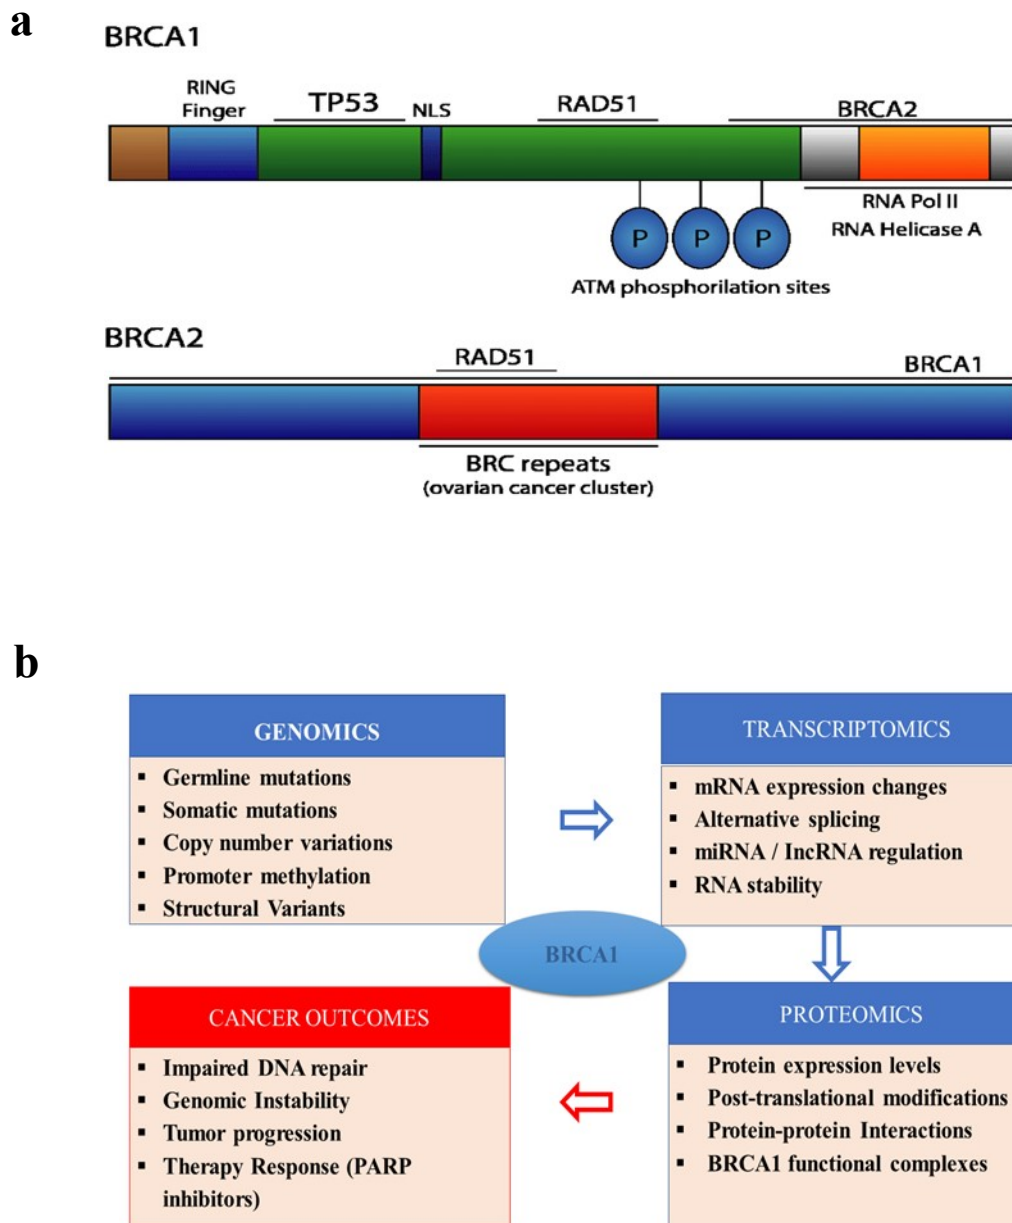 a
BRCA1
RING
Finger
TP53
NLS
RAD51
BRCA2
P
P
P
RNA Pol II
RNA Helicase A
ATM phosphorilation sites
BRCA2
RAD51
BRCA1
BRC repeats
(ovarian cancer cluster)
b
GENOMICS
▪ Germline mutations
▪ Somatic mutations
▪ Copy number variations
▪ Promoter methylation
▪ Structural Variants
TRANSCRIPTOMICS
▪ mRNA expression changes
▪ Alternative splicing
▪ miRNA / IncRNA regulation
▪ RNA stability
BRCA1
CANCER OUTCOMES
▪ Impaired DNA repair
▪ Genomic Instability
▪ Tumor progression
▪ Therapy Response (PARP
inhibitors)
PROTEOMICS
▪ Protein expression levels
▪ Post-translational modifications
▪ Protein-protein Interactions
▪ BRCA1 functional complexes